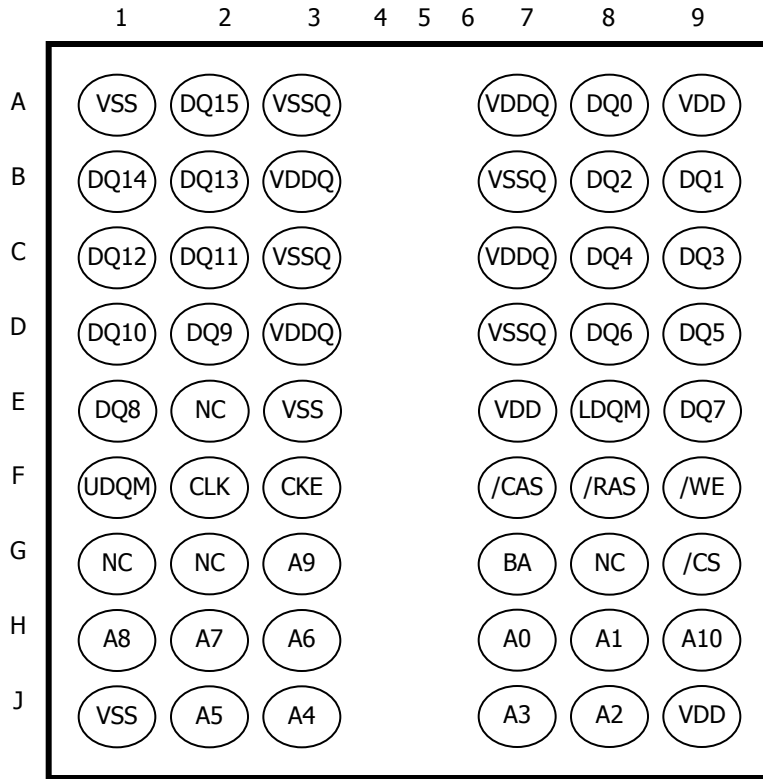 1 2 3 4 5 6 7 8 9
A VSS DQ15 VSSQ VDDQ DQ0 VDD
B DQ14 DQ13 VDDQ VSSQ DQ2 DQ1
C DQ12 DQ11 VSSQ VDDQ DQ4 DQ3
D DQ10 DQ9 VDDQ VSSQ DQ6 DQ5
E DQ8 NC VSS VDD LDQM DQ7
F UDQM CLK CKE /CAS /RAS /WE
G NC NC A9 BA NC /CS
H A8 A7 A6 A0 A1 A10
J VSS A5 A4 A3 A2 VDD